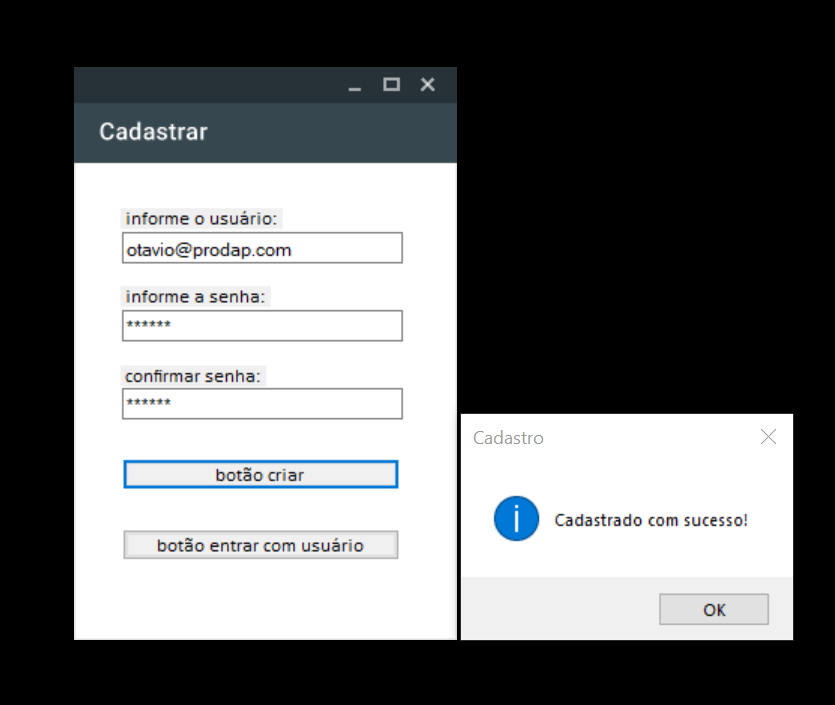 Cadastrar
informe o usuário:
otavio@prodap.com
informe a senha:
******
confirmar senha:
******
botão criar
botão entrar com usuário
Cadastro
Cadastrado com sucesso!
OK